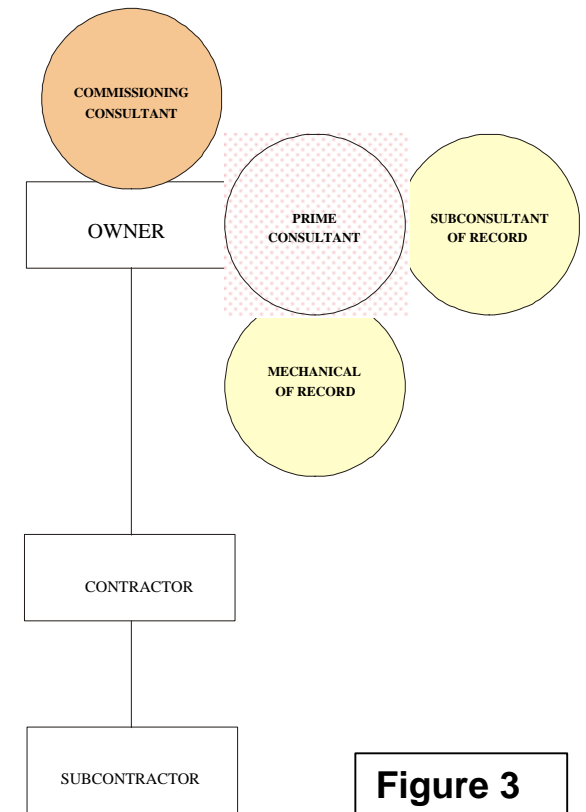 COMMISSIONING
CONSULTANT
OWNER
PRIME
CONSULTANT
SUBCONSULTANT
OF RECORD
MECHANICAL
OF RECORD
CONTRACTOR
SUBCONTRACTOR
Figure 3